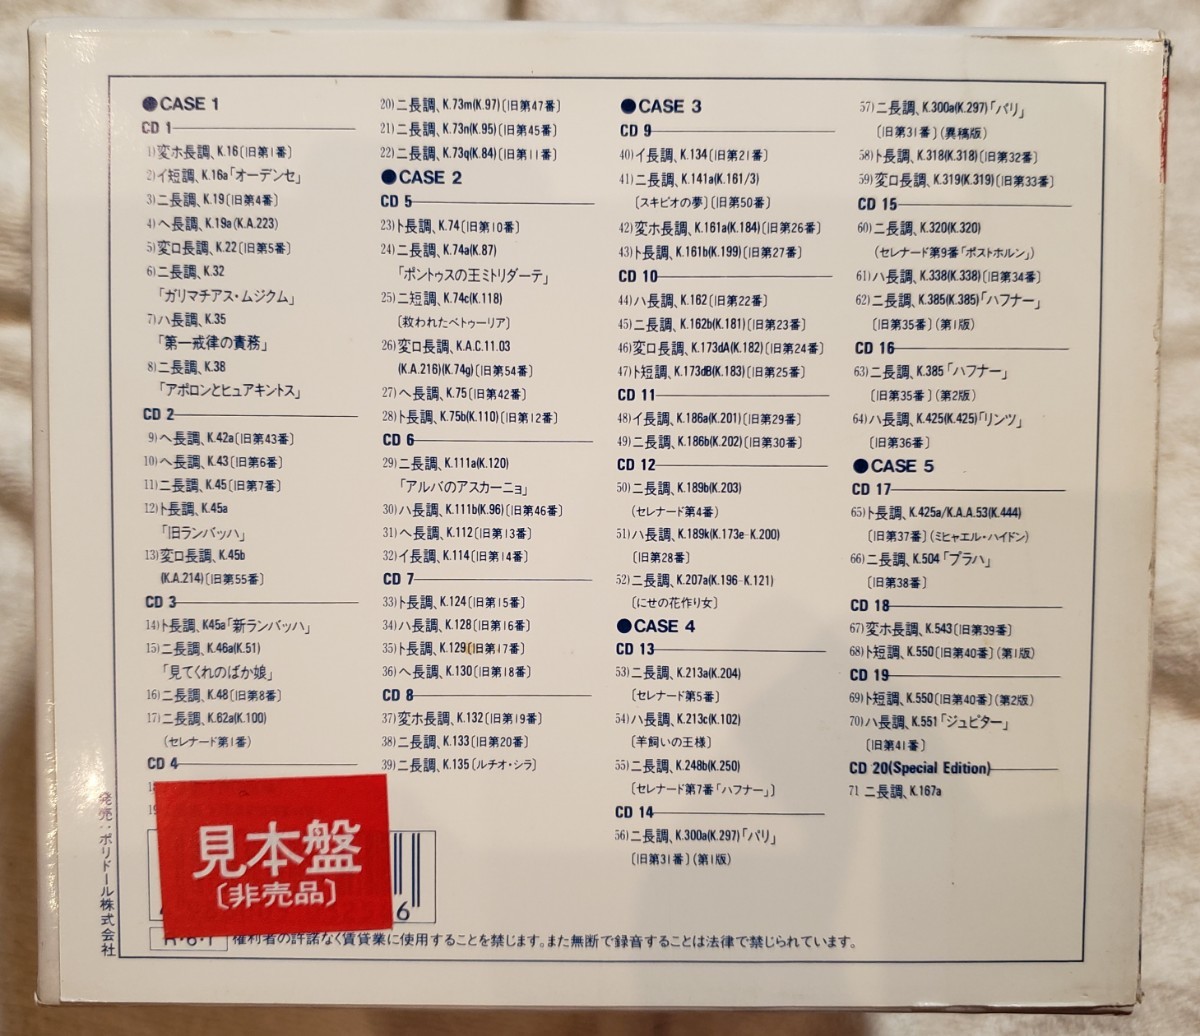 ●CASE 1
CD 1
1)変ホ長調、K.16〔旧第1番〕
2)イ短調、K.16a「オーデンセ」
3)ニ長調、K.19〔旧第4番〕
4)ヘ長調、K.19a(K.A.223)
5)変ロ長調、K.22〔旧第5番〕
6)ニ長調、K.32
「ガリマチアス・ムジクム」
7)ハ長調、K.35
「第一戒律の責務」
8)ニ長調、K.38
「アポロンとヒュアキントス」
CD 2
9)ヘ長調、K.42a〔旧第43番〕
10)ヘ長調、K.43〔旧第6番〕
11)ニ長調、K.45〔旧第7番〕
12)ト長調、K.45a
「旧ランバッハ」
13)変ロ長調、K.45b
(K.A.214)〔旧第55番〕
CD 3
14)ト長調、K45a「新ランバッハ」
15)ニ長調、K.46a(K.51)
「見てくれのばか娘」
16)ニ長調、K.48〔旧第8番〕
17)ニ長調、K.62a(K.100)
(セレナード第1番)
CD 4
20)ニ長調、K.73m(K.97)〔旧第47番〕
21)ニ長調、K.73n(K.95)〔旧第45番〕
22)ニ長調、K.73q(K.84)〔旧第11番〕
●CASE 2
CD 5
23)ト長調、K.74〔旧第10番〕
24)ニ長調、K.74a(K.87)
「ポントゥスの王ミトリダーテ」
25)ニ短調、K.74c(K.118)
〔救われたベトゥーリア〕
26)変ロ長調、K.A.C.11.03
(K.A.216)(K.74g)〔旧第54番〕
27)ヘ長調、K.75〔旧第42番〕
28)ト長調、K.75b(K.110)〔旧第12番〕
CD 6
29)ニ長調、K.111a(K.120)
「アルバのアスカーニョ」
30)ハ長調、K.111b(K.96)〔旧第46番〕
31)ヘ長調、K.112〔旧第13番〕
32)イ長調、K.114〔旧第14番〕
CD 7
33)ト長調、K.124〔旧第15番〕
34)ハ長調、K.128〔旧第16番〕
35)ト長調、K.129〔旧第17番〕
36)ヘ長調、K.130〔旧第18番〕
CD 8
37)変ホ長調、K.132〔旧第19番〕
38)ニ長調、K.133〔旧第20番〕
39)ニ長調、K.135〔ルチオ・シラ〕
●CASE 3
CD 9
40)イ長調、K.134〔旧第21番〕
41)ニ長調、K.141a(K.161/3)
〔スキピオの夢〕〔旧第50番〕
42)変ホ長調、K.161a(K.184)〔旧第26番〕
43)ト長調、K.161b(K.199)〔旧第27番〕
CD 10
44)ハ長調、K.162〔旧第22番〕
45)ニ長調、K.162b(K.181)〔旧第23番〕
46)変ロ長調、K.173dA(K.182)〔旧第24番〕
47)ト短調、K.173dB(K.183)〔旧第25番〕
CD 11
48)イ長調、K.186a(K.201)〔旧第29番〕
49)ニ長調、K.186b(K.202)〔旧第30番〕
CD 12
50)ニ長調、K.189b(K.203)
(セレナード第4番)
51)ハ長調、K.189k(K.173e-K.200)
〔旧第28番〕
52)ニ長調、K.207a(K.196-K.121)
〔にせの花作り女〕
●CASE 4
CD 13
53)ニ長調、K.213a(K.204)
〔セレナード第5番〕
54)ハ長調、K.213c(K.102)
〔羊飼いの王様〕
55)ニ長調、K.248b(K.250)
〔セレナード第7番「ハフナー」〕
CD 14
56)ニ長調、K.300a(K.297)「パリ」
〔旧第31番〕(第1版)
57)ニ長調、K.300a(K.297)「パリ」
〔旧第31番〕(異稿版)
58)ト長調、K.318(K.318)〔旧第32番〕
59)変ロ長調、K.319(K.319)〔旧第33番〕
CD 15
60)ニ長調、K.320(K.320)
(セレナード第9番「ポストホルン」)
61)ハ長調、K.338(K.338)〔旧第34番〕
62)ニ長調、K.385(K.385)「ハフナー」
〔旧第35番〕(第1版)
CD 16
63)ニ長調、K.385「ハフナー」
〔旧第35番〕(第2版)
64)ハ長調、K.425(K.425)「リンツ」
〔旧第36番〕
●CASE 5
CD 17
65)ト長調、K.425a/K.A.A.53(K.444)
〔旧第37番〕(ミヒャエル・ハイドン)
66)ニ長調、K.504「プラハ」
〔旧第38番〕
CD 18
67)変ホ長調、K.543〔旧第39番〕
68)ト短調、K.550〔旧第40番〕(第1版)
CD 19
69)ト短調、K.550〔旧第40番〕(第2版)
70)ハ長調、K.551「ジュピター」
〔旧第41番〕
CD 20(Special Edition)
71 ニ長調、K.167a
見本盤
〔非売品〕
6
権利者の許諾なく賃貸業に使用することを禁じます。また無断で録音することは法律で禁じられています。
発売：ポリドール株式会社